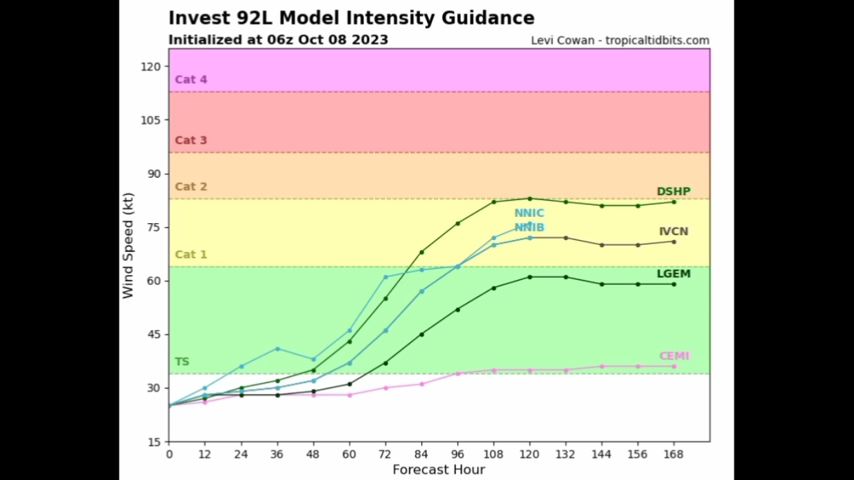 Invest 92L Model Intensity Guidance
Initialized at 06z Oct 08 2023
Levi Cowan - tropicaltidbits.com
120
Cat 4
105
Cat 3
90
Cat 2
DSHP
NNIC
75
NNIB
IVCN
Cat 1
LGEM
60
Wind Speed (kt)
45
TS
CEMI
30
15
0 12 24 36 48 60 72 84 96 108 120 132 144 156 168
Forecast Hour